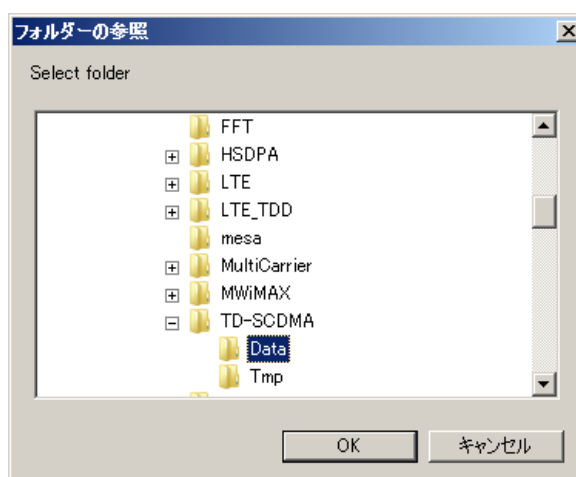 フォルダーの参照
Select folder
FFT
HSDPA
LTE
LTE_TDD
mesa
MultiCarrier
MWiMAX
TD-SCDMA
Data
Tmp
OK キャンセル